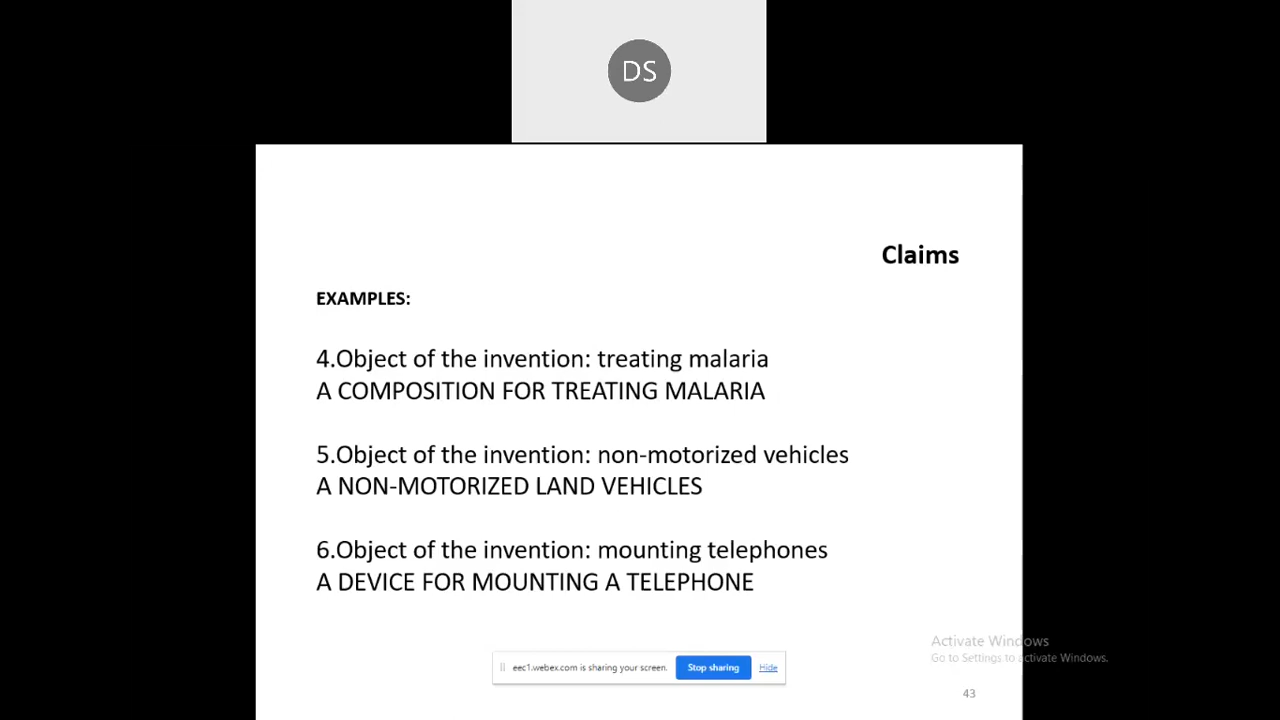 DS
Claims
EXAMPLES:
4.Object of the invention: treating malaria
A COMPOSITION FOR TREATING MALARIA
5.Object of the invention: non-motorized vehicles
A NON-MOTORIZED LAND VEHICLES
6.Object of the invention: mounting telephones
A DEVICE FOR MOUNTING A TELEPHONE
Activate Windows
Go to Settings to activate Windows.
eec1.webex.com is sharing your screen. Stop sharing Hide
43